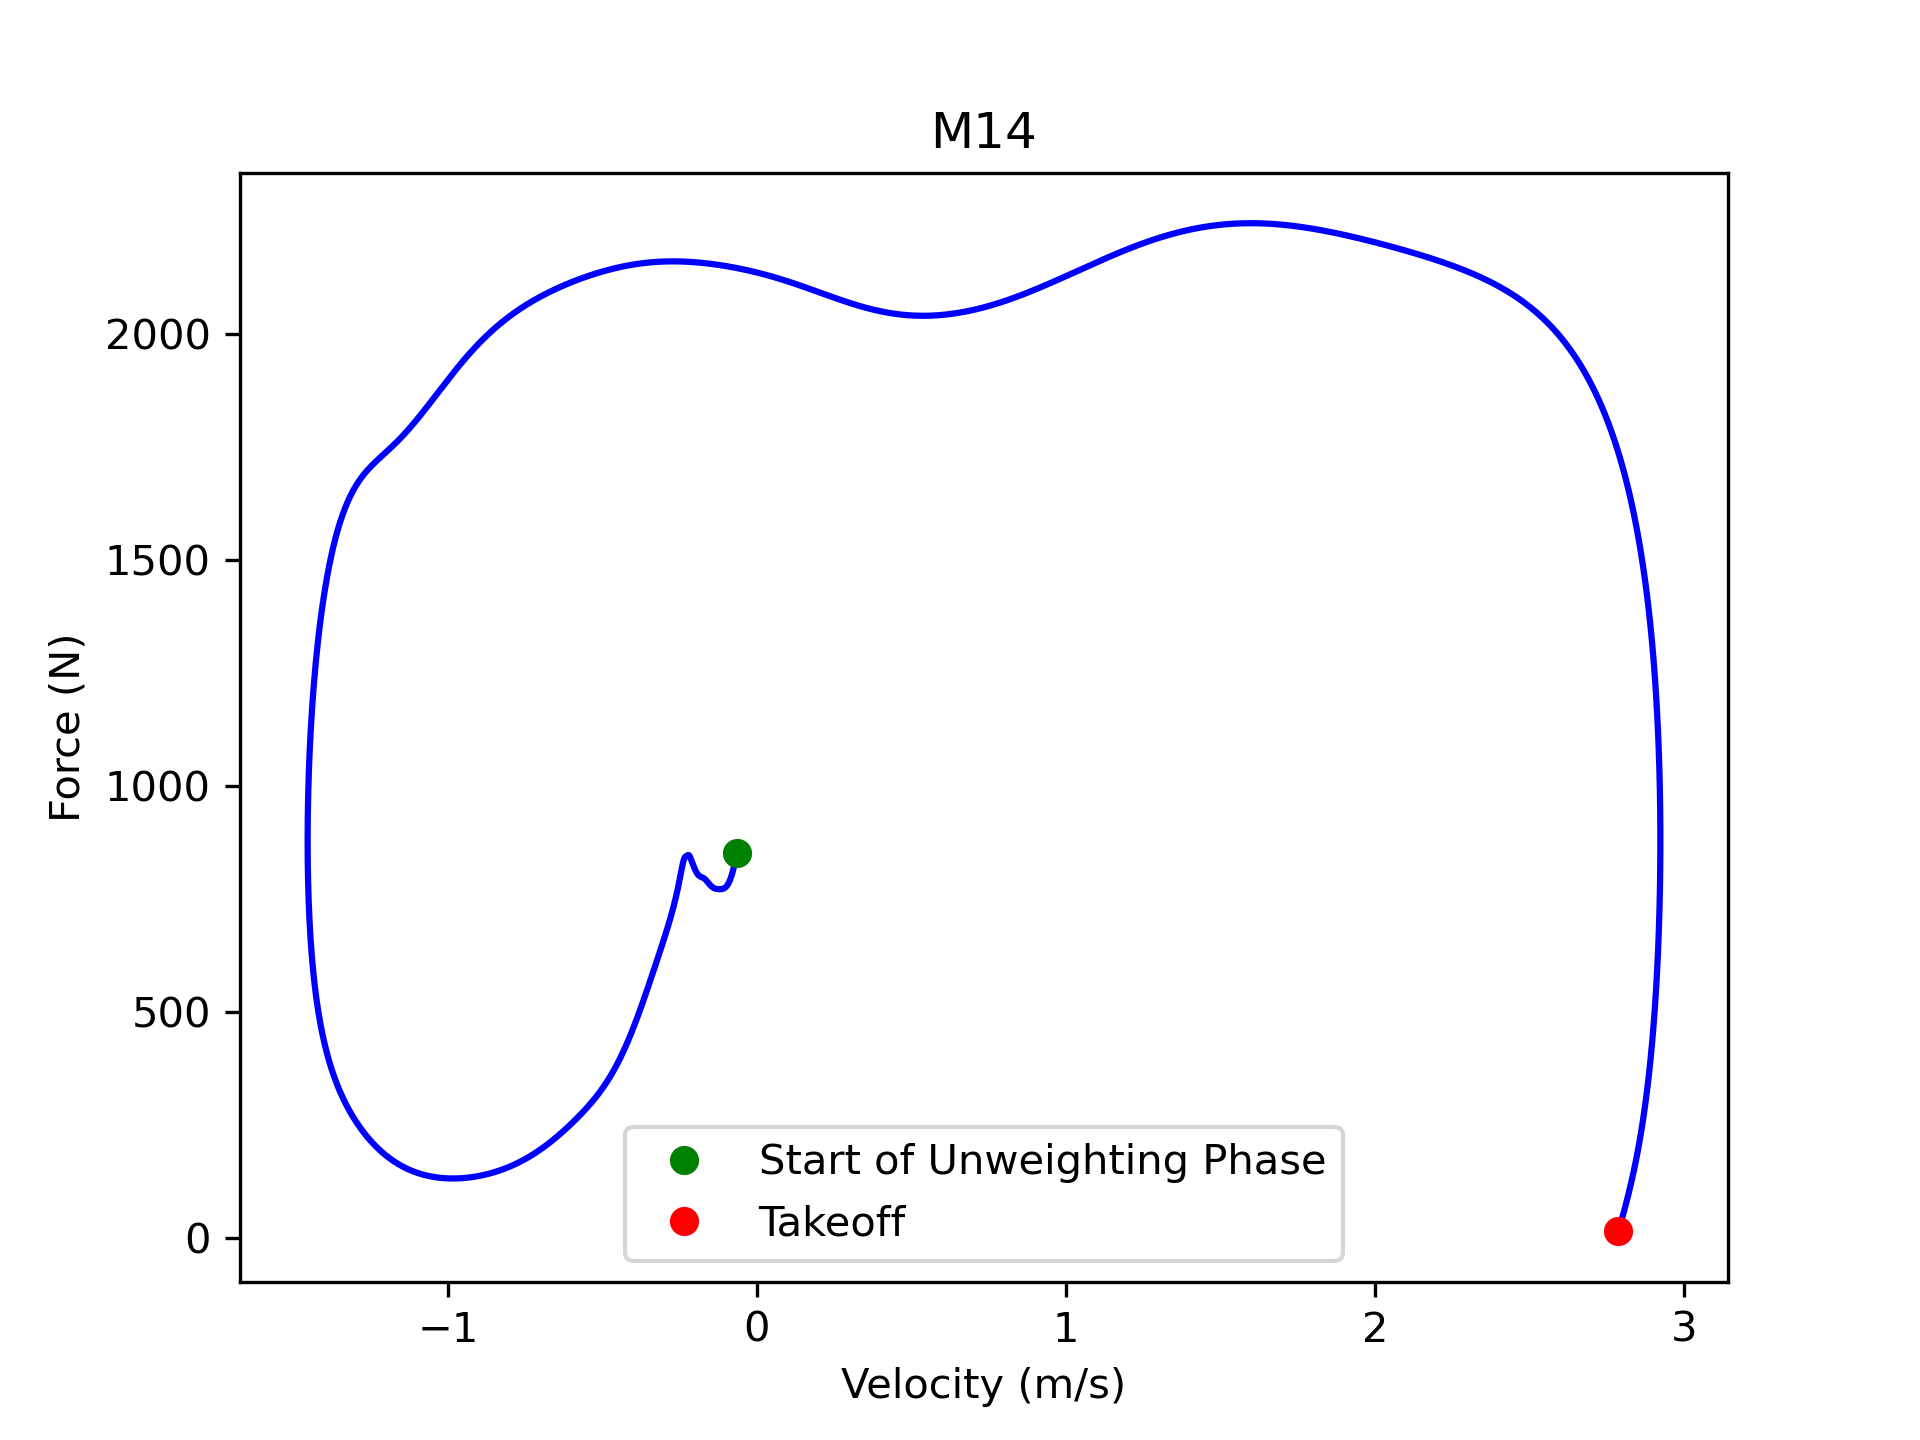 M14
2000
1500
1000
500
0
Force (N)
−1 0 1 2 3
Velocity (m/s)
Start of Unweighting Phase
Takeoff